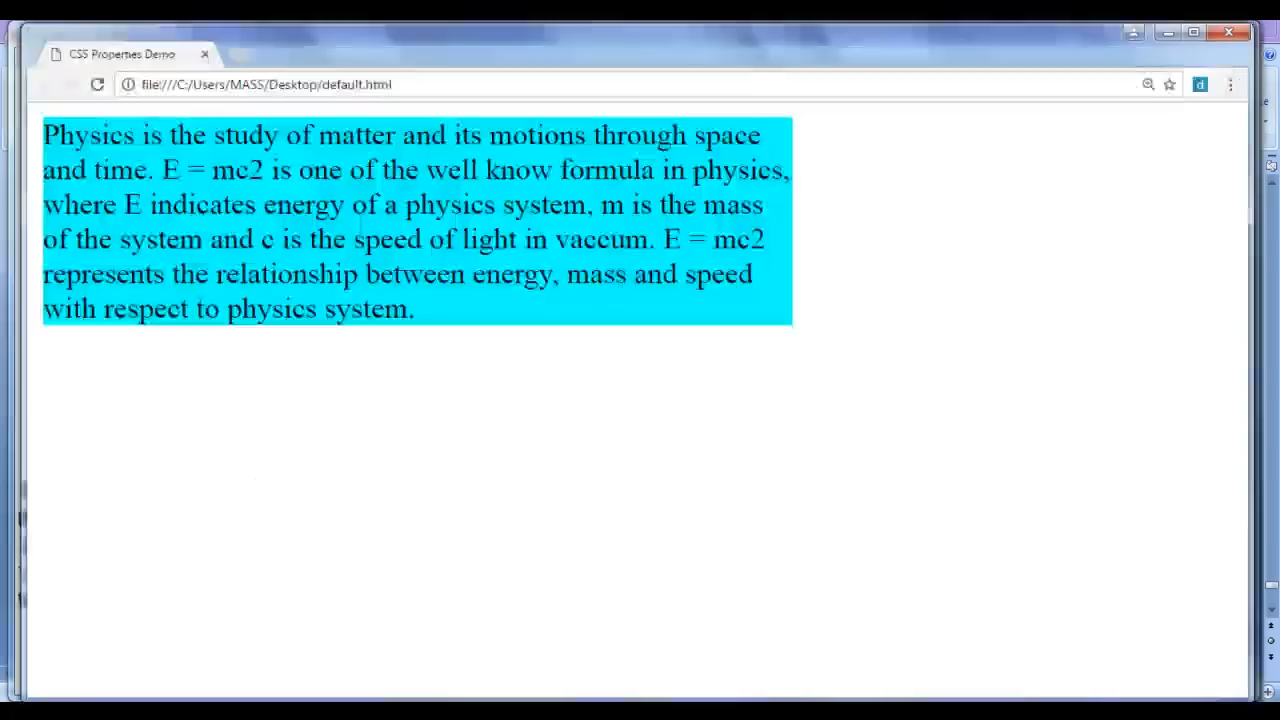 CSS Properties Demo
file:///C:/Users/MASS/Desktop/default.html
d
Physics is the study of matter and its motions through space
and time. E = mc2 is one of the well know formula in physics,
where E indicates energy of a physics system, m is the mass
of the system and c is the speed of light in vaccum. E = mc2
represents the relationship between energy, mass and speed
with respect to physics system.